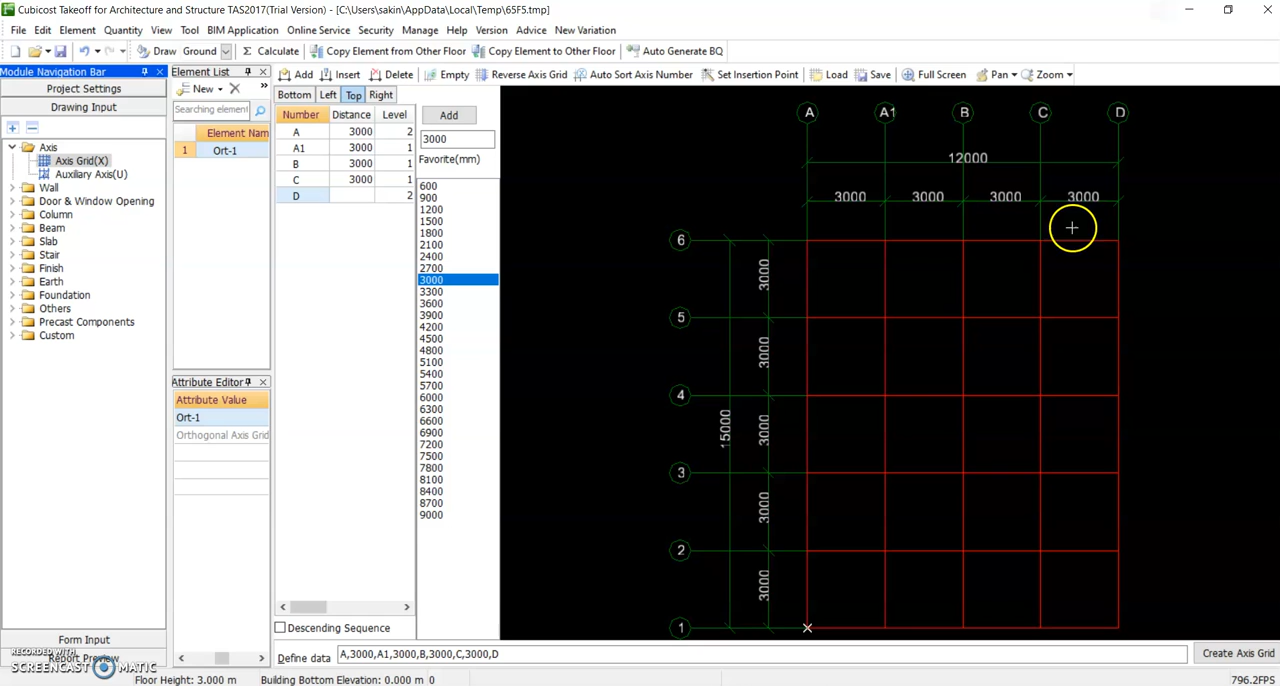 Cubicost Takeoff for Architecture and Structure TAS2017(Trial Version) - [C:\Users\sakin\AppData\Local\Temp\65F5.tmp]
File Edit Element Quantity View Tool BIM Application Online Service Security Manage Help Version Advice New Variation
Draw Ground Σ Calculate Copy Element from Other Floor Copy Element to Other Floor Auto Generate BQ
Module Navigation Bar
Project Settings
Drawing Input
Axis
Axis Grid(X)
Auxiliary Axis(U)
Wall
Door & Window Opening
Column
Beam
Slab
Stair
Finish
Earth
Foundation
Others
Precast Components
Custom
Form Input
Report Preview
RECORDED WITH
SCREENCAST MATIC
Element List
New
Searching element
Element Nam
1 Ort-1
Attribute Editor
Attribute Value
Ort-1
Orthogonal Axis Grid
Add Insert Delete Empty Reverse Axis Grid Auto Sort Axis Number Set Insertion Point Load Save Full Screen Pan Zoom
Bottom Left Top Right
Number Distance Level
A 3000 2
A1 3000 1
B 3000 1
C 3000 1
D 2
Descending Sequence
Add
3000
Favorite(mm)
600
900
1200
1500
1800
2100
2400
2700
3000
3300
3600
3900
4200
4500
4800
5100
5400
5700
6000
6300
6600
6900
7200
7500
7800
8100
8400
8700
9000
A A1 B C D
12000
3000 3000 3000 3000
6
3000
5
3000
4
15000
3000
3
3000
2
3000
1
Define data A,3000,A1,3000,B,3000,C,3000,D Create Axis Grid
Floor Height: 3.000 m Building Bottom Elevation: 0.000 m 0 796.2FPS